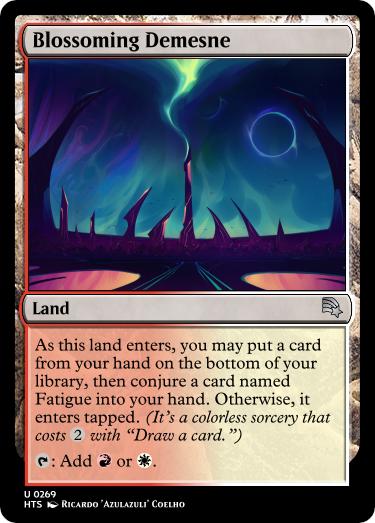 Blossoming Demesne
Land
As this land enters, you may put a card
from your hand on the bottom of your
library, then conjure a card named
Fatigue into your hand. Otherwise, it
enters tapped. (It's a colorless sorcery that
costs 2 with “Draw a card.”)
: Add or .
U 0269
HTS Ricardo 'Azulazuli' Coelho